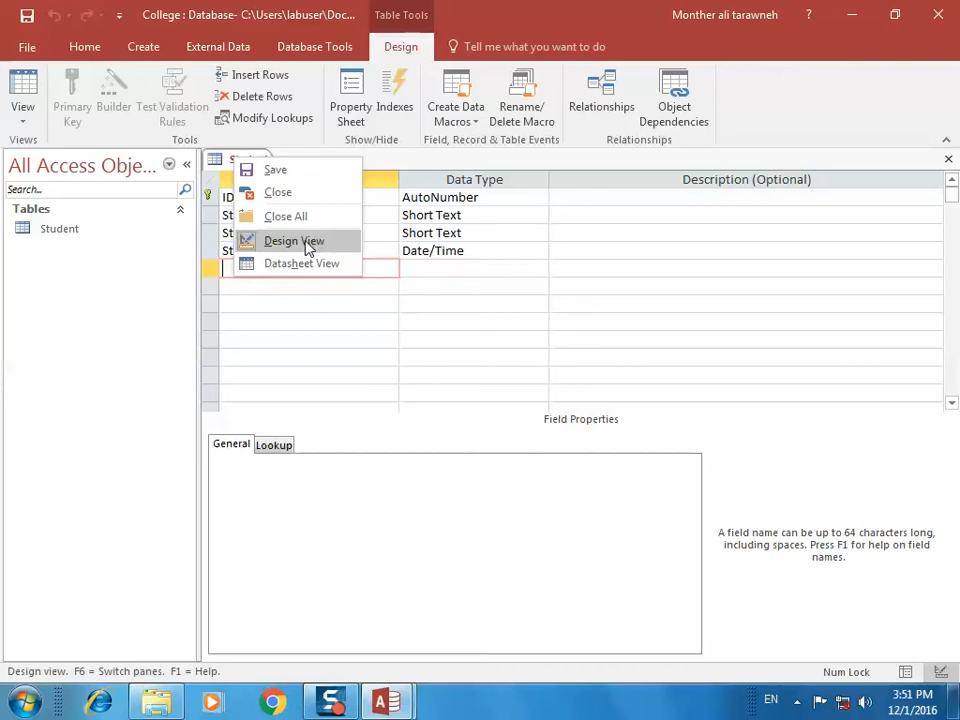 College : Database- C:\Users\labuser\Doc...
Table Tools
Monther ali tarawneh
?
File
Home
Create
External Data
Database Tools
Design
Tell me what you want to do
View
Primary Key
Builder
Test Validation Rules
Insert Rows
Delete Rows
Modify Lookups
Property Sheet
Indexes
Create Data Macros
Rename/ Delete Macro
Relationships
Object Dependencies
Views
Tools
Show/Hide
Field, Record & Table Events
Relationships
All Access Obje...
Search...
Tables
Student
Save
Close
Close All
Design View
Datasheet View
Data Type
Description (Optional)
ID
AutoNumber
St
Short Text
St
Short Text
St
Date/Time
Field Properties
General
Lookup
A field name can be up to 64 characters long,
including spaces. Press F1 for help on field
names.
Design view. F6 = Switch panes. F1 = Help.
Num Lock
EN
3:51 PM
12/1/2016